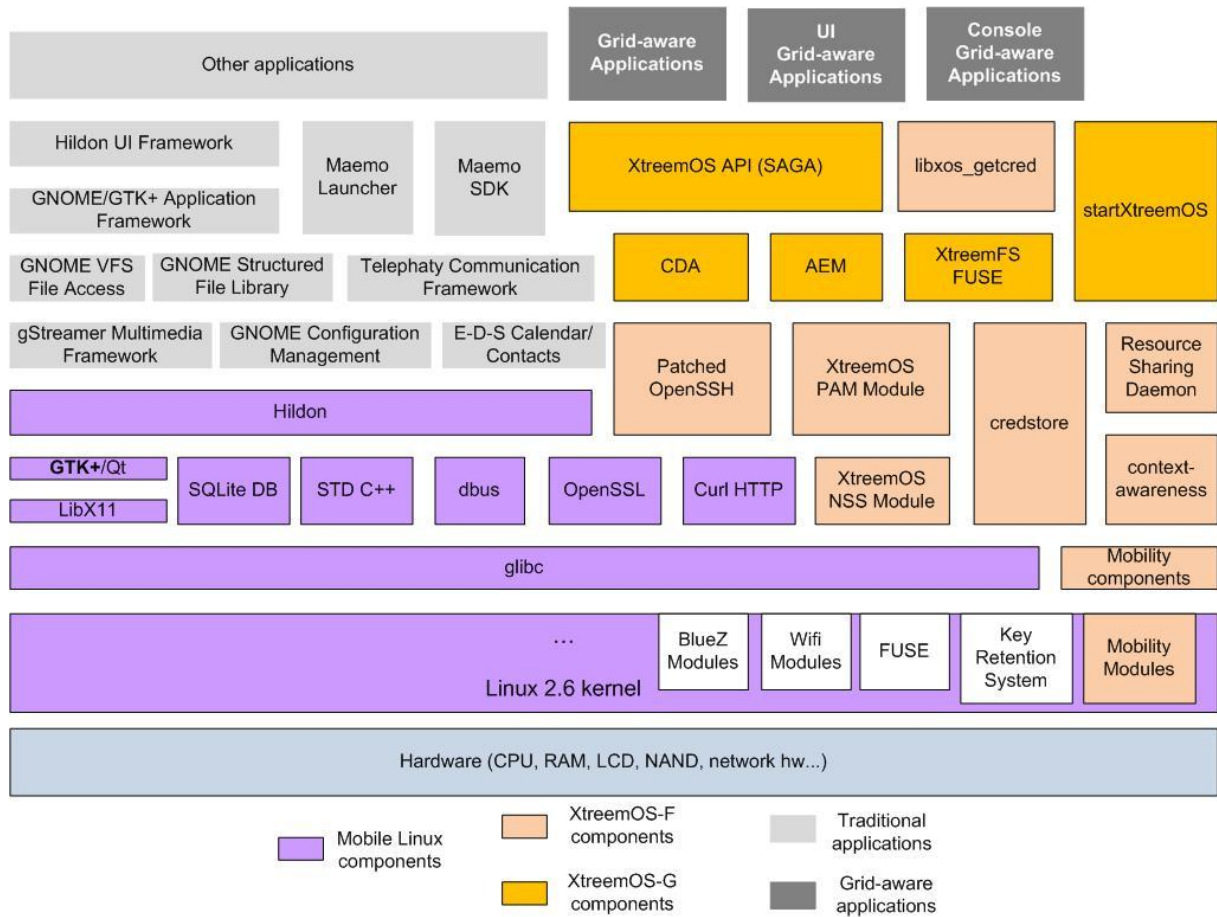 Other applications
Grid-aware
Applications
UI
Grid-aware
Applications
Console
Grid-aware
Applications
Hildon UI Framework
Maemo
Launcher
Maemo
SDK
XtreemOS API (SAGA)
libxos_getcred
startXtreemOS
GNOME/GTK+ Application
Framework
GNOME VFS
File Access
GNOME Structured
File Library
Telephaty Communication
Framework
CDA
AEM
XtreemFS
FUSE
gStreamer Multimedia
Framework
GNOME Configuration
Management
E-D-S Calendar/
Contacts
Patched
OpenSSH
XtreemOS
PAM Module
credstore
Resource
Sharing
Daemon
Hildon
GTK+/Qt
LibX11
SQLite DB
STD C++
dbus
OpenSSL
Curl HTTP
XtreemOS
NSS Module
context-
awareness
glibc
Mobility
components
...
Linux 2.6 kernel
BlueZ
Modules
Wifi
Modules
FUSE
Key
Retention
System
Mobility
Modules
Hardware (CPU, RAM, LCD, NAND, network hw...)
Mobile Linux
components
XtreemOS-F
components
XtreemOS-G
components
Traditional
applications
Grid-aware
applications